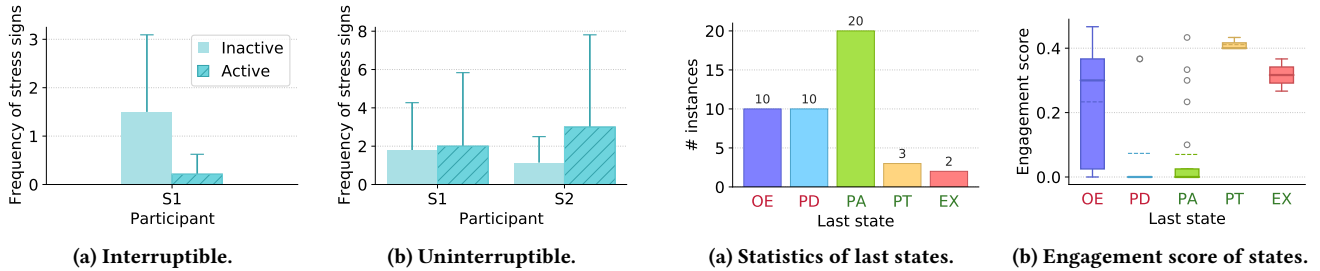 Frequency of stress signs
3
2
1
0
Inactive
Active
S1
Participant
(a) Interruptible.
Frequency of stress signs
8
6
4
2
0
S1 S2
Participant
(b) Uninterruptible.
# instances
20
15
10
5
0
10 10 20 3 2
OE PD PA PT EX
Last state
(a) Statistics of last states.
Engagement score
0.4
0.2
0.0
OE PD PA PT EX
Last state
(b) Engagement score of states.